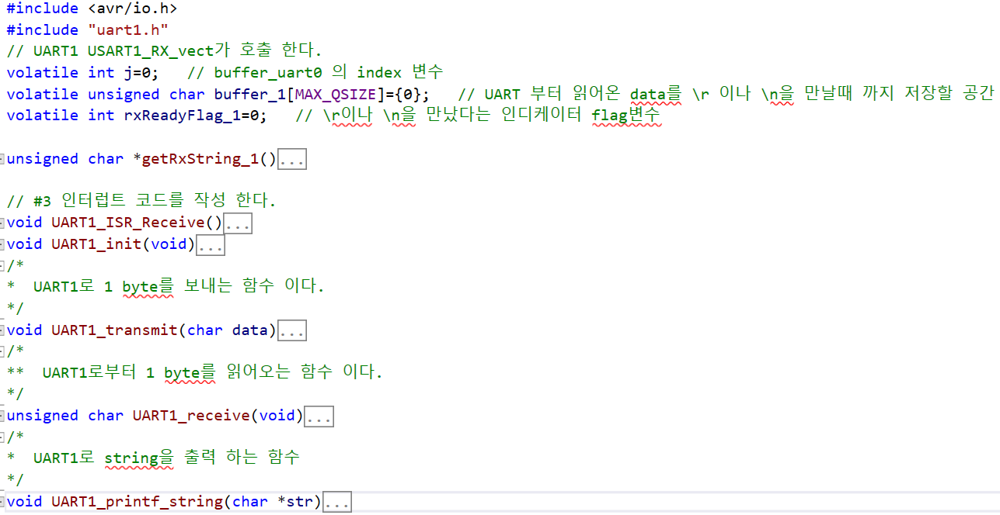 #include <avr/io.h>
#include "uart1.h"
// UART1 USART1_RX_vect가 호출 한다.
volatile int j=0;   // buffer_uart0 의 index 변수
volatile unsigned char buffer_1[MAX_QSIZE]={0};   // UART 부터 읽어온 data를 \r 이나 \n을 만날때 까지 저장할 공간
volatile int rxReadyFlag_1=0;   // \r이나 \n을 만났다는 인디케이터 flag변수
unsigned char *getRxString_1()...
// #3 인터럽트 코드를 작성 한다.
void UART1_ISR_Receive()...
void UART1_init(void)...
/*
*  UART1로 1 byte를 보내는 함수 이다.
*/
void UART1_transmit(char data)...
/*
**  UART1로부터 1 byte를 읽어오는 함수 이다.
*/
unsigned char UART1_receive(void)...
/*
*  UART1로 string을 출력 하는 함수
*/
void UART1_printf_string(char *str)...